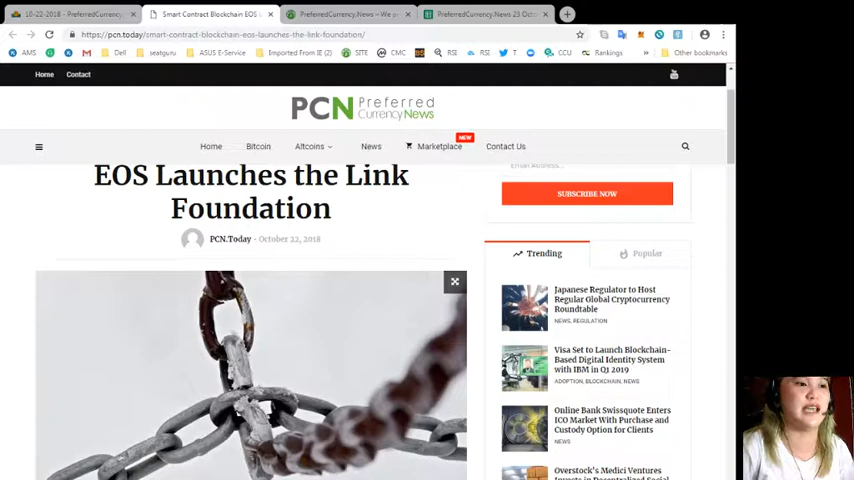 10-22-2018 - PreferredCurrency.
Smart Contract Blockchain EOS L
PreferredCurrency.News – We p
PreferredCurrency.News 23 Octo
https://pcn.today/smart-contract-blockchain-eos-launches-the-link-foundation/
AMS
seatguru
ASUS E-Service
Imported From IE (2)
SITE
CMC
RSI
RSI
T
CCU
Rankings
Other bookmarks
Home
Contact
PCN Preferred
CurrencyNews
NEW
Home
Bitcoin
Altcoins
News
Marketplace
Contact Us
EOS Launches the Link
Foundation
PCN.Today - October 22, 2018
Email Address...
SUBSCRIBE NOW
Trending
Popular
Japanese Regulator to Host
Regular Global Cryptocurrency
Roundtable
NEWS, REGULATION
Visa Set to Launch Blockchain-
Based Digital Identity System
with IBM in Q1 2019
ADOPTION, BLOCKCHAIN, NEWS
Online Bank Swissquote Enters
ICO Market With Purchase and
Custody Option for Clients
NEWS
Overstock's Medici Ventures
Invests in Decentralized Social